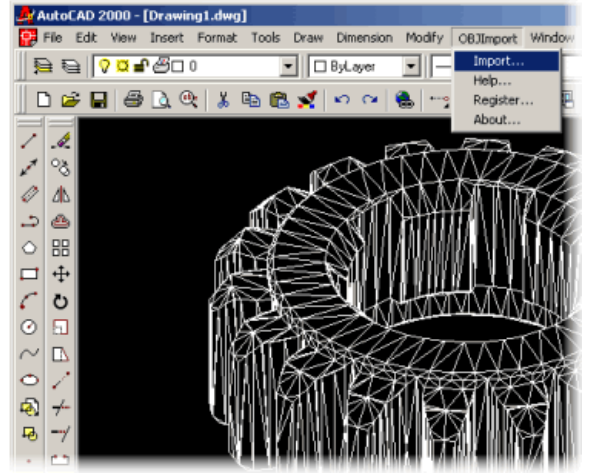 AutoCAD 2000 - [Drawing1.dwg]
File Edit View Insert Format Tools Draw Dimension Modify OBJImport Window
0 ByLayer
Import...
Help...
Register...
About...